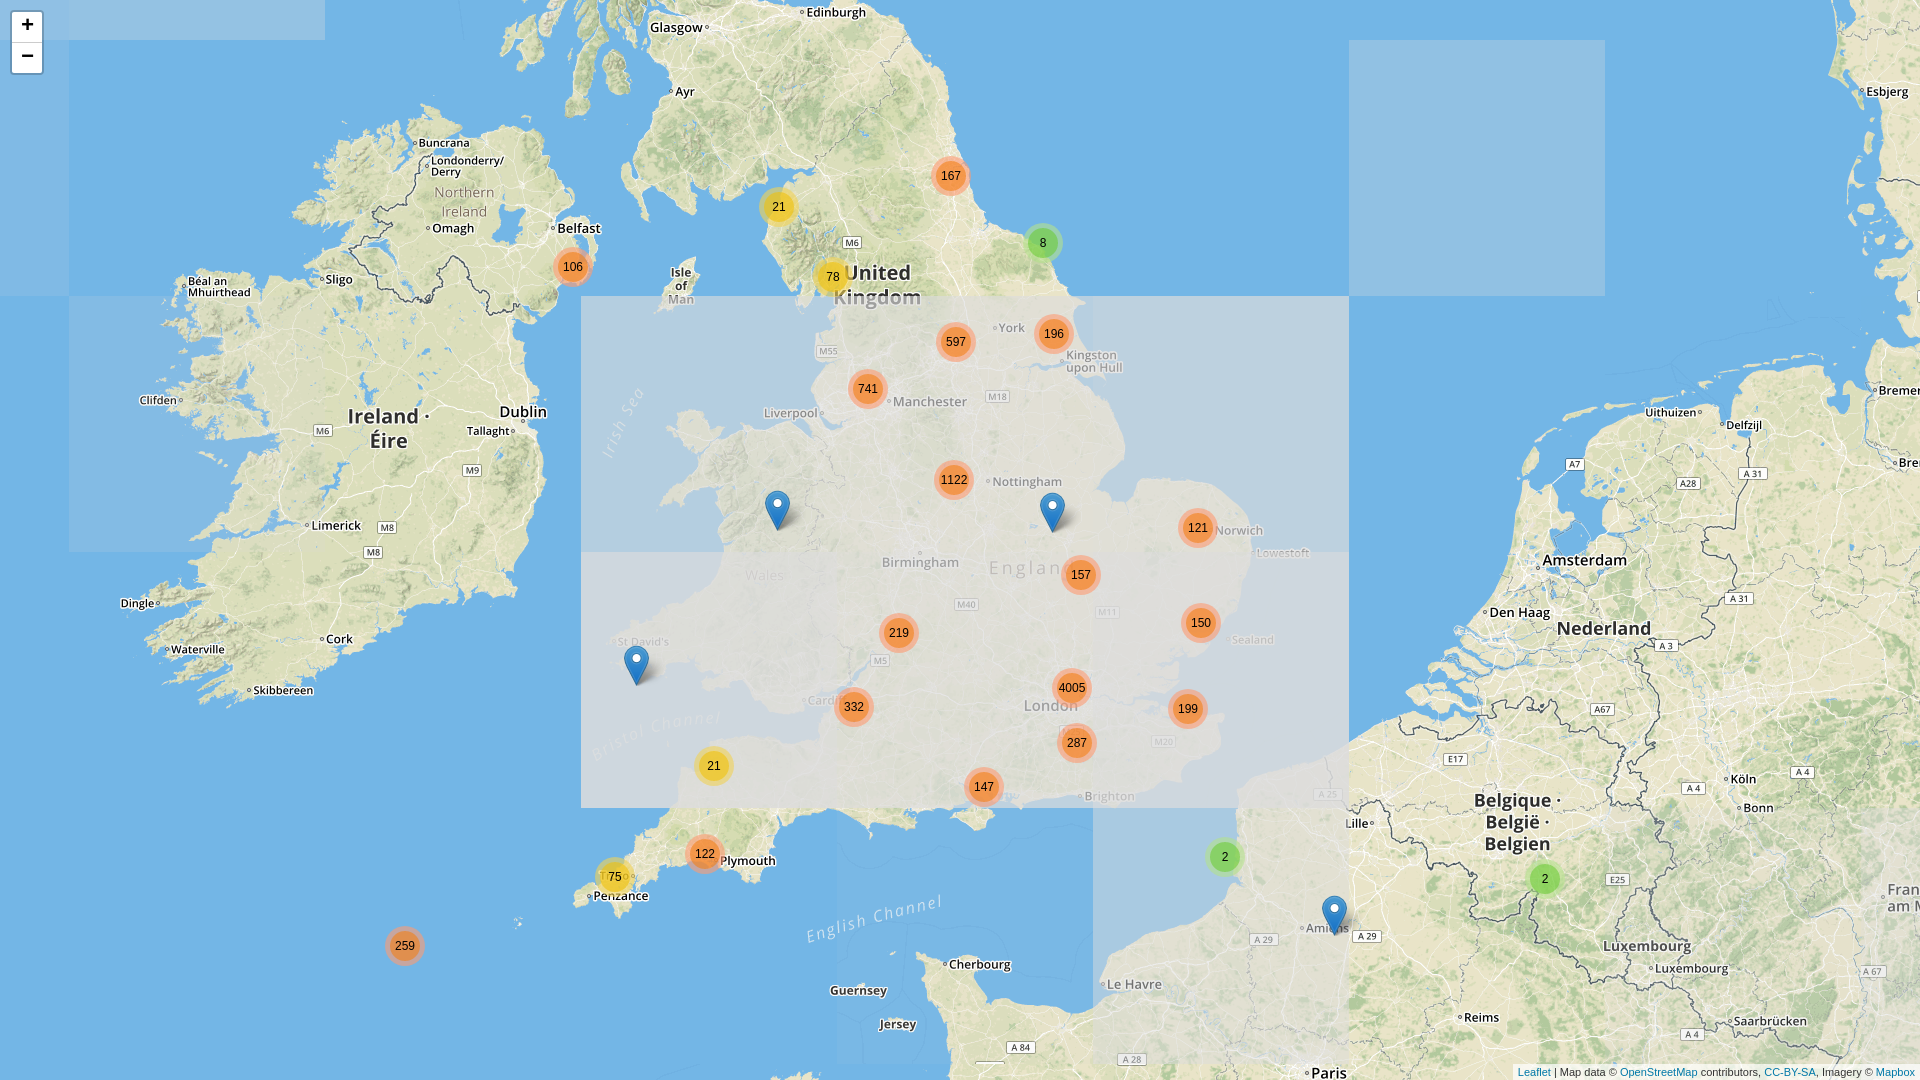 +
−
Edinburgh
Glasgow
Ayr
Esbjerg
Buncrana
Londonderry/
Derry
167
Northern
Ireland
21
Omagh
Belfast
M6
8
106
Isle
of
Man
78
United
Kingdom
Sligo
Béal an
Mhuirthead
York
196
597
M55
Kingston
upon Hull
741
Manchester
M18
Bremer
Clifden
Irish Sea
Ireland ·
Éire
Dublin
Liverpool
Uithuizen
Delfzijl
M6
Tallaght
M9
A7
A 31
Bre
1122
Nottingham
A28
Limerick
M8
121
Norwich
M8
Lowestoft
Birmingham
England
157
Amsterdam
Wales
Dingle
M40
M11
A 31
Den Haag
219
150
Nederland
Cork
St David's
Sealand
Waterville
A 3
M5
Skibbereen
4005
Cardi
332
London
199
A67
Bristol Channel
287
M20
E17
21
A 4
Köln
147
Brighton
A 25
A 4
Bonn
Belgique ·
België ·
Belgien
Lille
122
Plymouth
2
75
Penzance
2
E25
Fran
am M
English Channel
259
Amiens
A 29
A 29
Luxembourg
Cherbourg
Luxembourg
A 67
Le Havre
Guernsey
Reims
Saarbrücken
Jersey
A 84
A 28
A 4
Paris
Leaflet | Map data © OpenStreetMap contributors, CC-BY-SA, Imagery © Mapbox